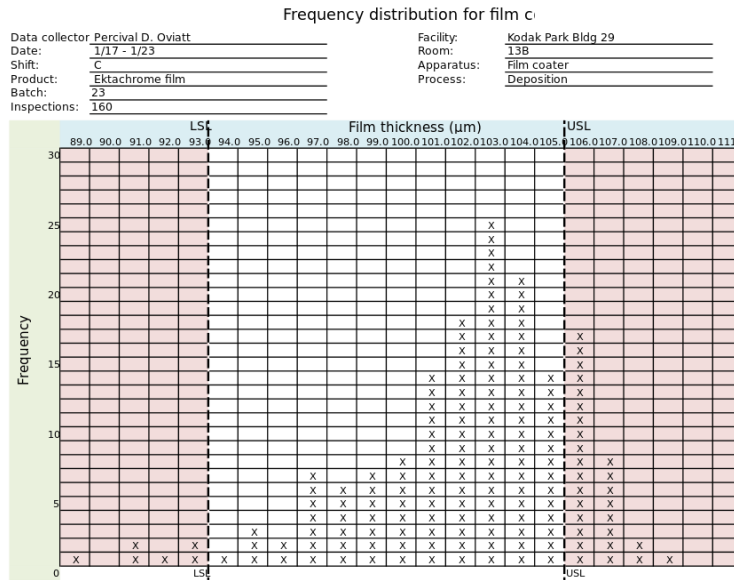 Frequency distribution for film c
Data collector Percival D. Oviatt
Facility: Kodak Park Bldg 29
Date: 1/17 - 1/23
Room: 13B
Shift: C
Apparatus: Film coater
Product: Ektachrome film
Process: Deposition
Batch: 23
Inspections: 160
LSL Film thickness (µm) USL
89.0 90.0 91.0 92.0 93.0 94.0 95.0 96.0 97.0 98.0 99.0 100.0 101.0 102.0 103.0 104.0 105.0 106.0 107.0 108.0 109.0 110.0 111
Frequency
30
25 X
X
X
X
X X
20 X X
X X
X X X
X X X X
X X X X
15 X X X X
X X X X X X
X X X X X X
X X X X X X
X X X X X X
10 X X X X X X
X X X X X X
X X X X X X X X
X X X X X X X X X X
X X X X X X X X X X X
5 X X X X X X X X X X X
X X X X X X X X X X X
X X X X X X X X X X X X
X X X X X X X X X X X X X X X X
X X X X X X X X X X X X X X X X X X X X
0 LSL USL